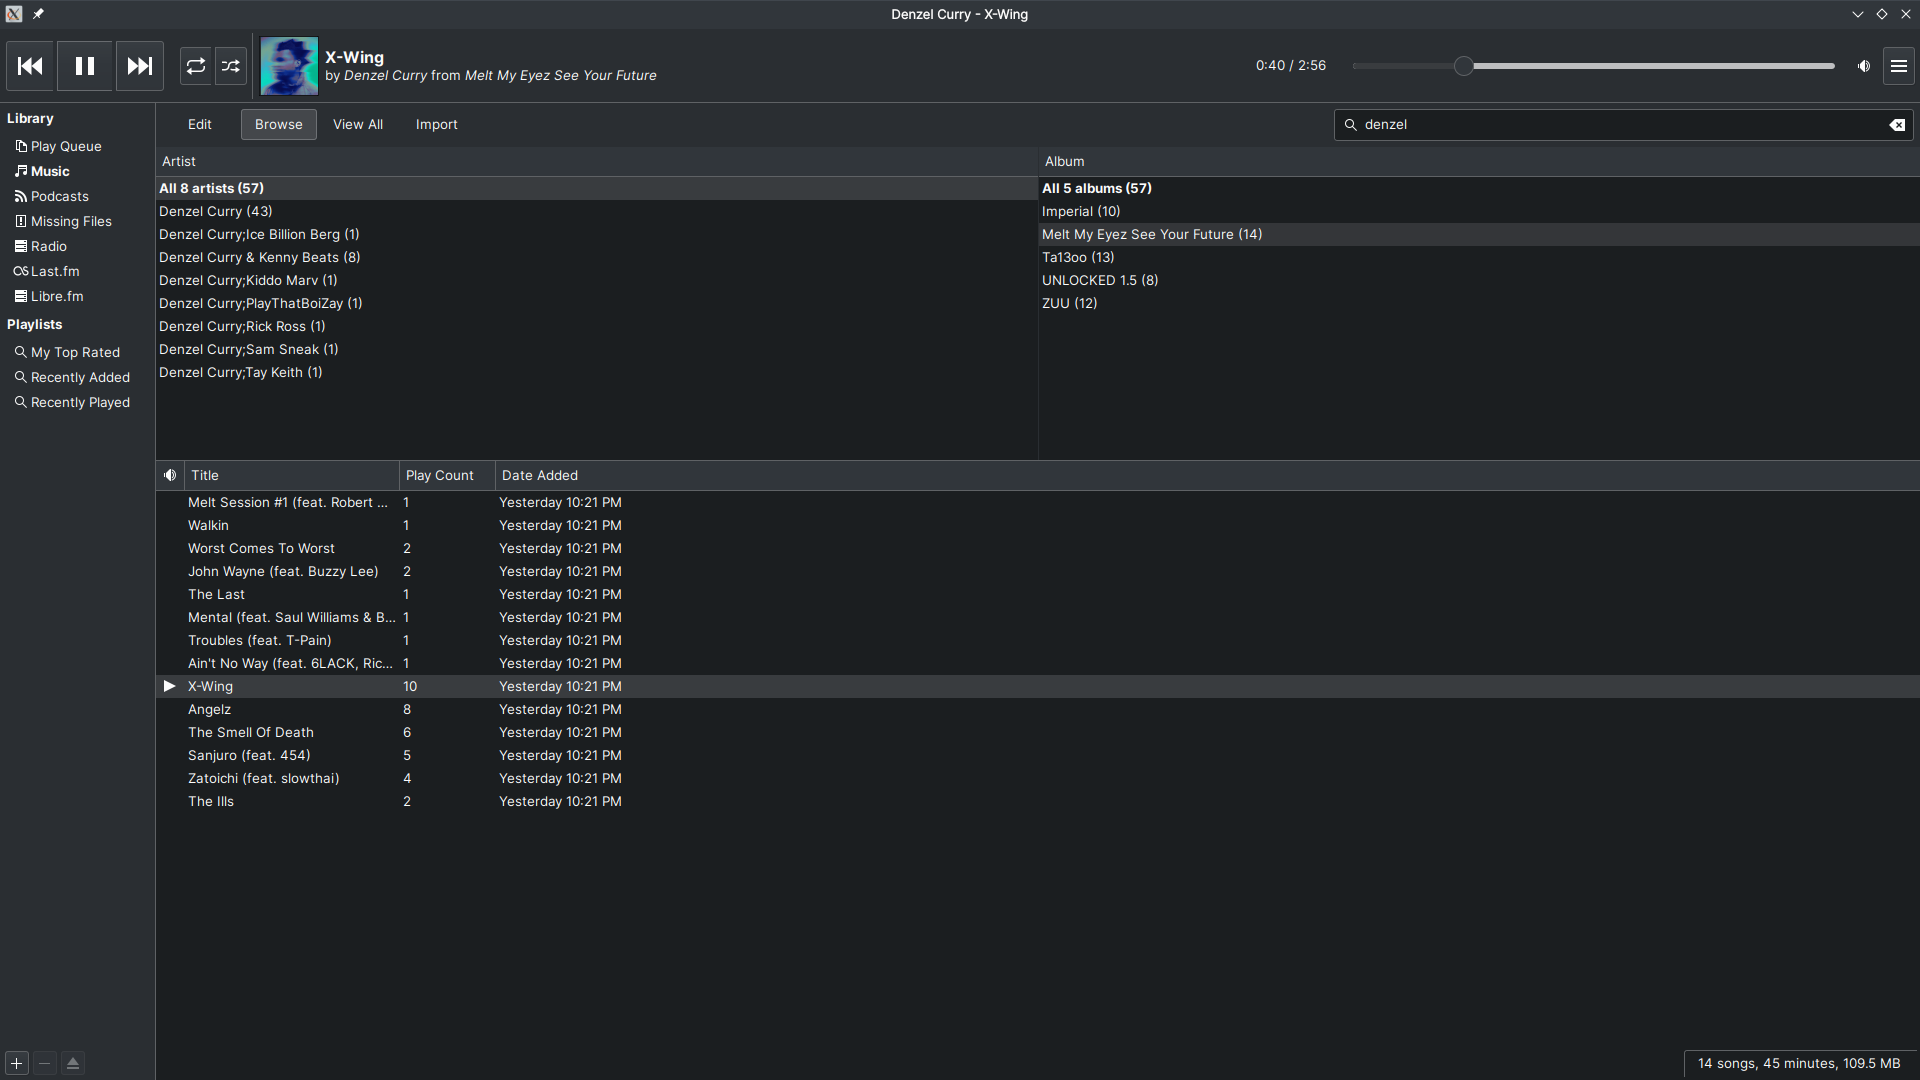 Denzel Curry - X-Wing
X-Wing
by Denzel Curry from Melt My Eyez See Your Future
0:40 / 2:56
Library
Play Queue
Music
Podcasts
Missing Files
Radio
Last.fm
Libre.fm
Playlists
My Top Rated
Recently Added
Recently Played
Edit
Browse
View All
Import
denzel
Artist
All 8 artists (57)
Denzel Curry (43)
Denzel Curry;Ice Billion Berg (1)
Denzel Curry & Kenny Beats (8)
Denzel Curry;Kiddo Marv (1)
Denzel Curry;PlayThatBoiZay (1)
Denzel Curry;Rick Ross (1)
Denzel Curry;Sam Sneak (1)
Denzel Curry;Tay Keith (1)
Album
All 5 albums (57)
Imperial (10)
Melt My Eyez See Your Future (14)
Ta13oo (13)
UNLOCKED 1.5 (8)
ZUU (12)
Title Play Count Date Added
Melt Session #1 (feat. Robert ... 1 Yesterday 10:21 PM
Walkin 1 Yesterday 10:21 PM
Worst Comes To Worst 2 Yesterday 10:21 PM
John Wayne (feat. Buzzy Lee) 2 Yesterday 10:21 PM
The Last 1 Yesterday 10:21 PM
Mental (feat. Saul Williams & B... 1 Yesterday 10:21 PM
Troubles (feat. T-Pain) 1 Yesterday 10:21 PM
Ain't No Way (feat. 6LACK, Ric... 1 Yesterday 10:21 PM
X-Wing 10 Yesterday 10:21 PM
Angelz 8 Yesterday 10:21 PM
The Smell Of Death 6 Yesterday 10:21 PM
Sanjuro (feat. 454) 5 Yesterday 10:21 PM
Zatoichi (feat. slowthai) 4 Yesterday 10:21 PM
The Ills 2 Yesterday 10:21 PM
14 songs, 45 minutes, 109.5 MB